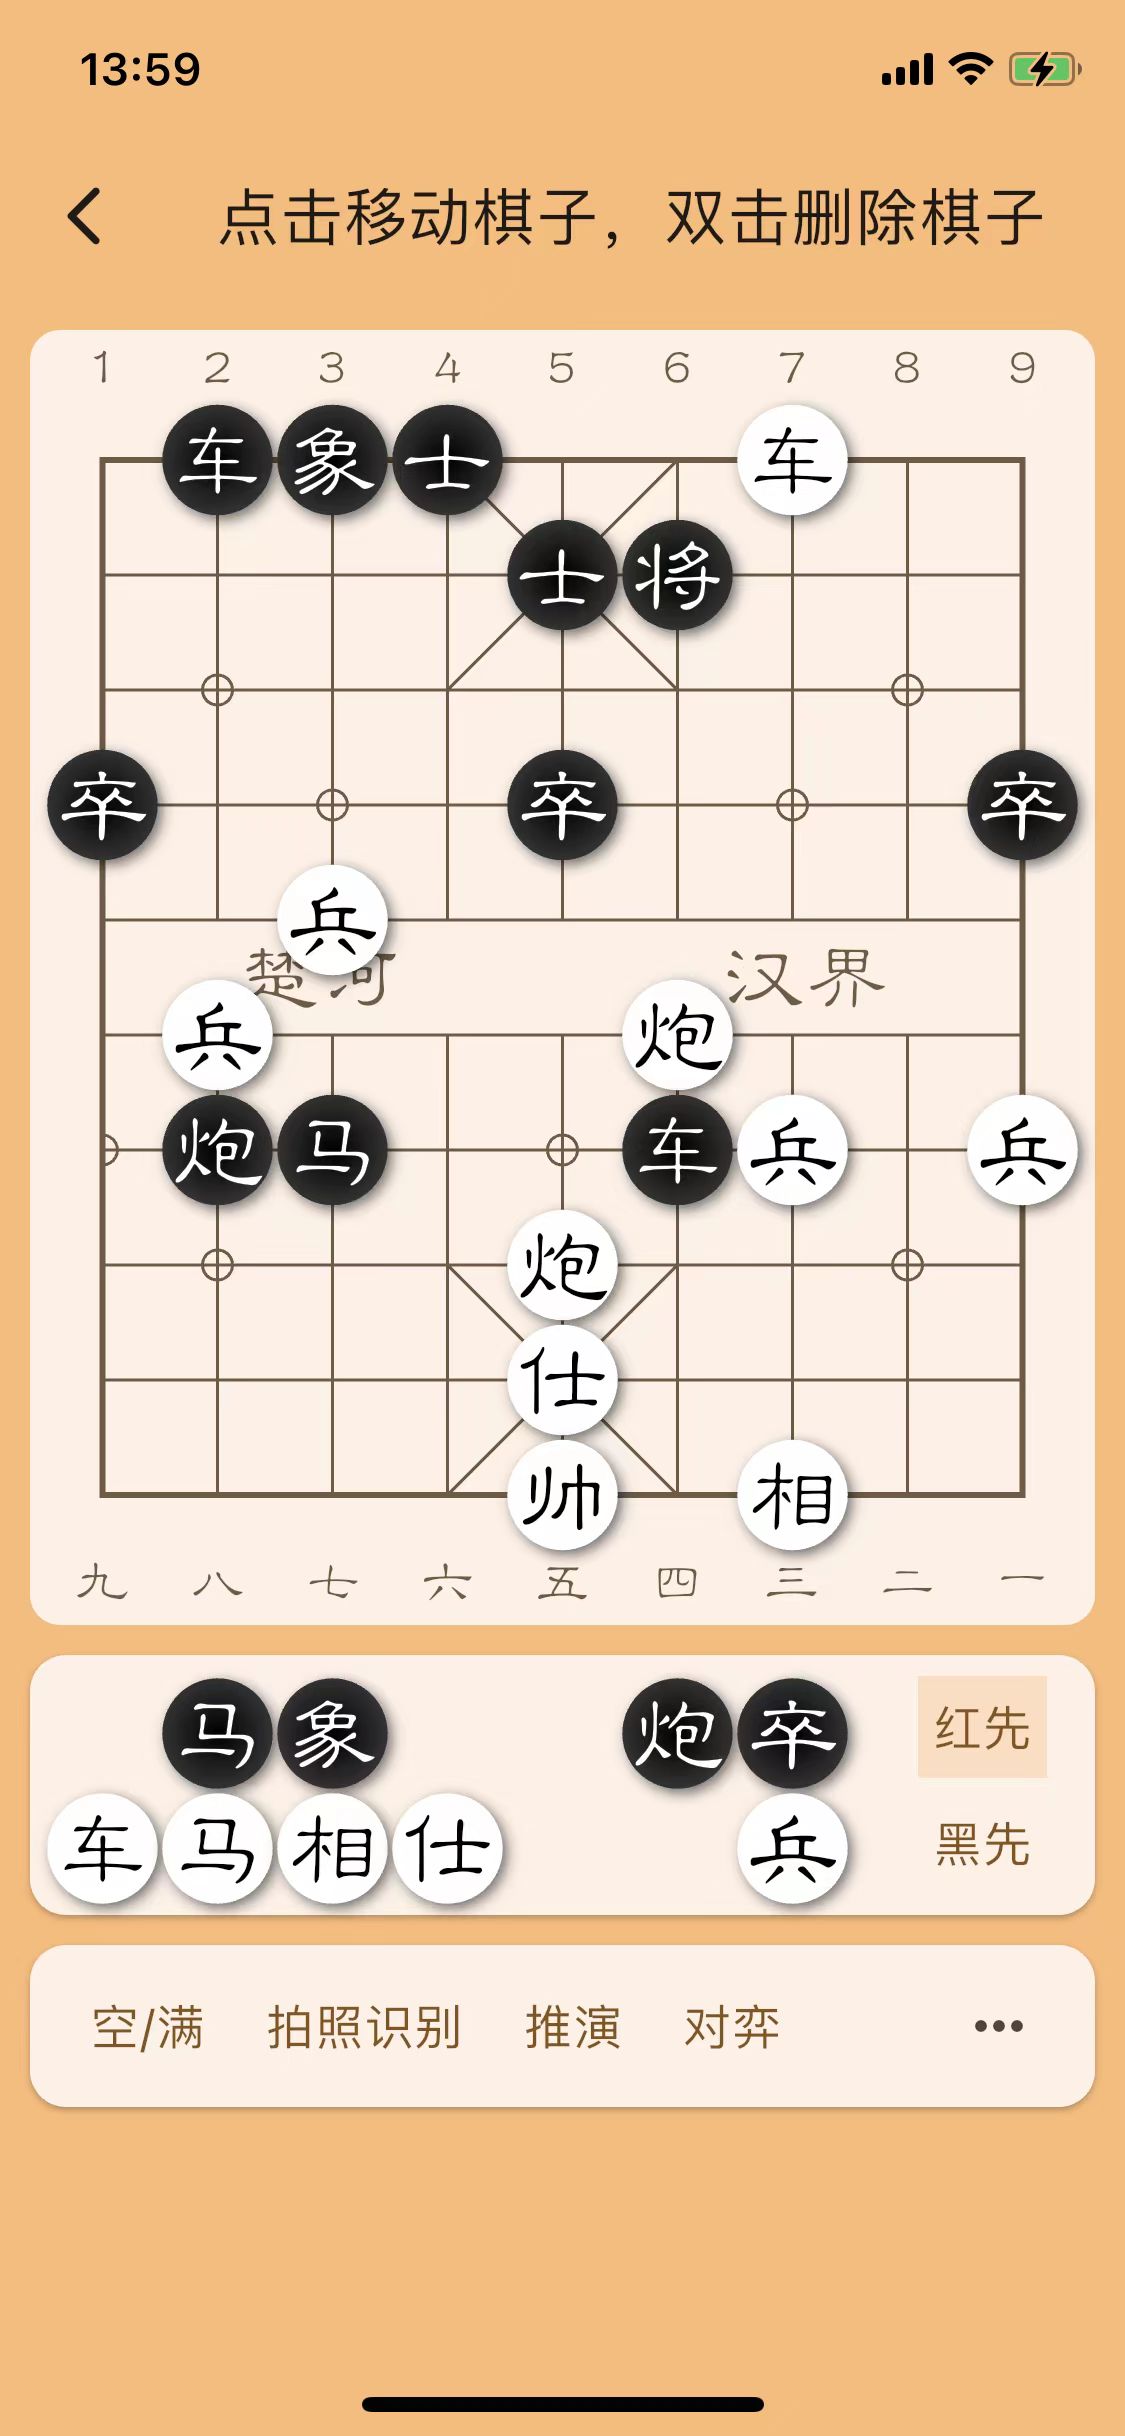 13:59
点击移动棋子，双击删除棋子
1 2 3 4 5 6 7 8 9
车 象 士 车
士 将
卒 卒 卒
兵
楚河 汉界
兵 炮
炮 马 车 兵 兵
炮
仕
帅 相
九 八 七 六 五 四 三 二 一
马 象 炮 卒 红先
车 马 相 仕 兵 黑先
空/满 拍照识别 推演 对弈 •••